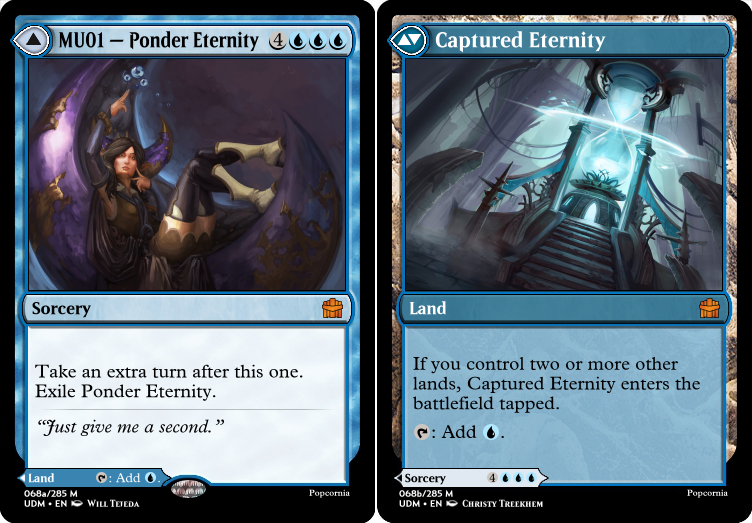 MU01 — Ponder Eternity 4
Sorcery
Take an extra turn after this one.
Exile Ponder Eternity.
“Just give me a second.”
Land : Add .
068a/285 M
UDM • EN Will Tejeda
Popcornia
Captured Eternity
Land
If you control two or more other
lands, Captured Eternity enters the
battlefield tapped.
: Add .
Sorcery 4
068b/285 M
UDM • EN Christy Treekhem
Popcornia